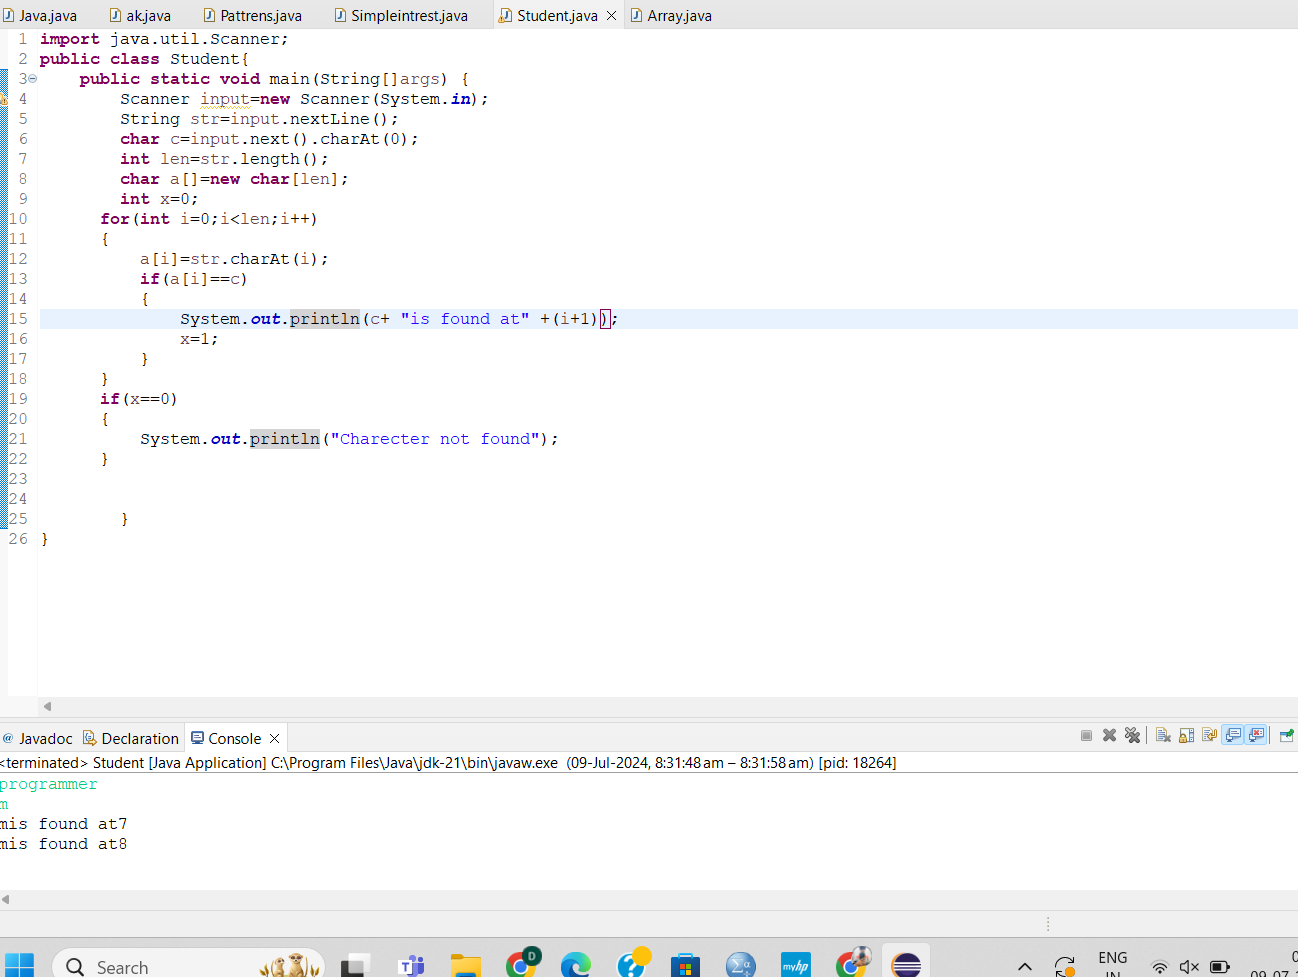 Java.java ak.java Pattrens.java Simpleintrest.java Student.java Array.java
1 import java.util.Scanner;
2 public class Student{
3 public static void main(String[]args) {
4 Scanner input=new Scanner(System.in);
5 String str=input.nextLine();
6 char c=input.next().charAt(0);
7 int len=str.length();
8 char a[]=new char[len];
9 int x=0;
10 for(int i=0;i<len;i++)
11 {
12 a[i]=str.charAt(i);
13 if(a[i]==c)
14 {
15 System.out.println(c+ "is found at" +(i+1));
16 x=1;
17 }
18 }
19 if(x==0)
20 {
21 System.out.println("Charecter not found");
22 }
23
24
25 }
26 }
@ Javadoc Declaration Console
<terminated> Student [Java Application] C:\Program Files\Java\jdk-21\bin\javaw.exe (09-Jul-2024, 8:31:48 am – 8:31:58 am) [pid: 18264]
programmer
m
mis found at7
mis found at8
Search D myhp ENG
IN